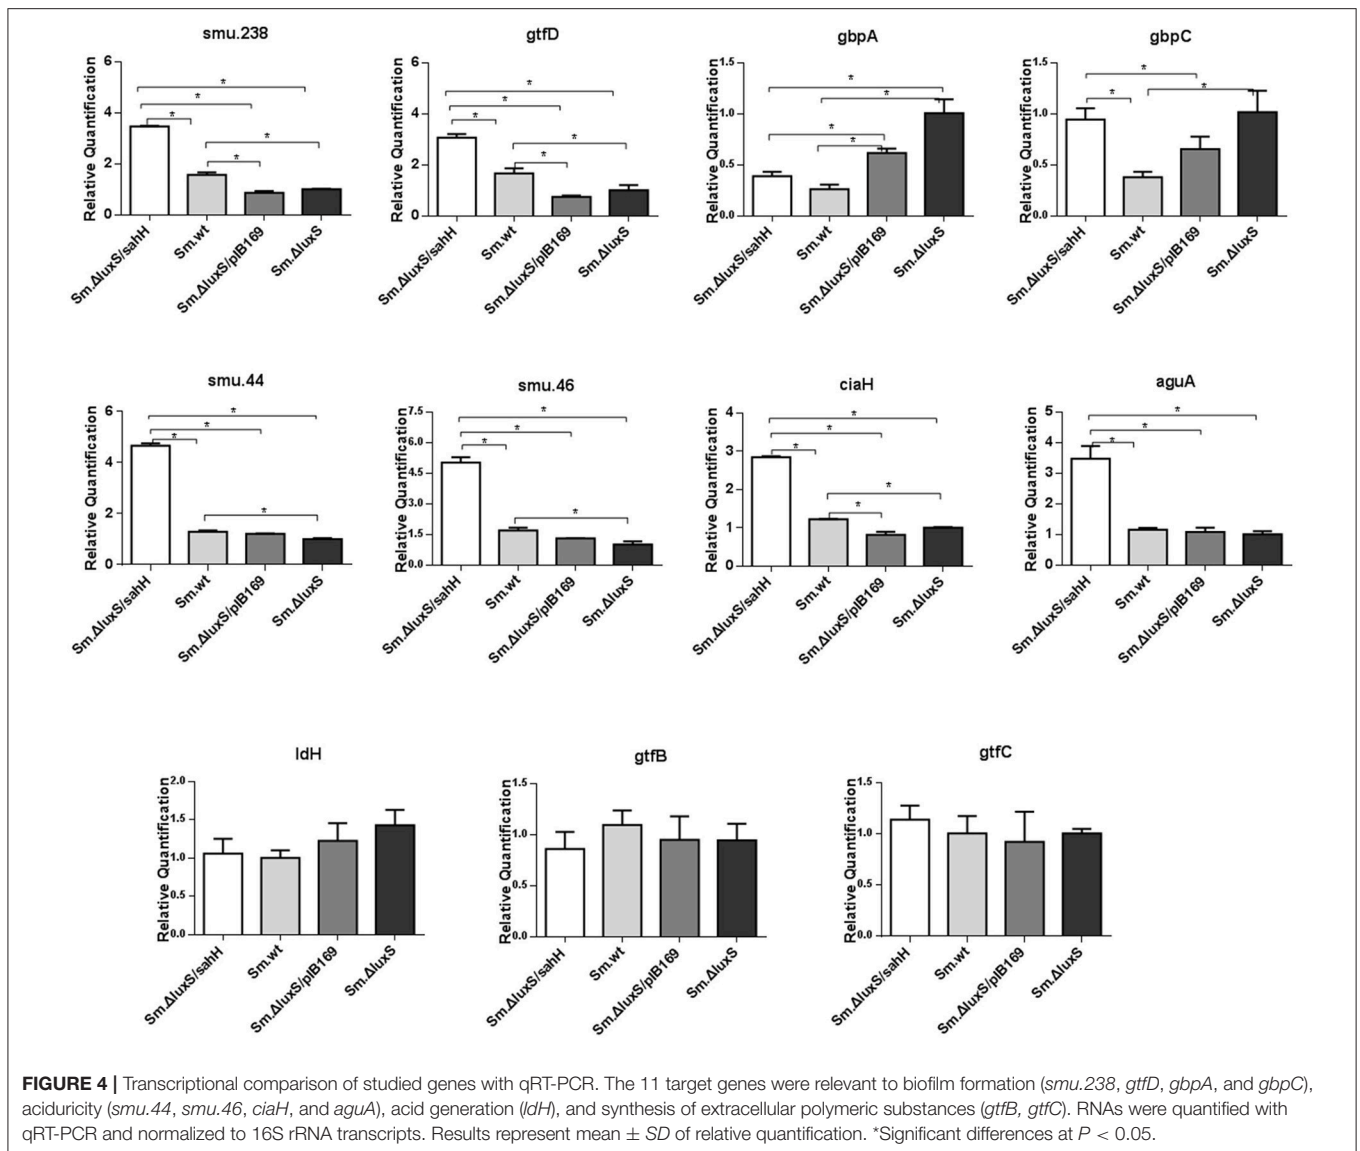 smu.238
gtfD
gbpA
gbpC
Relative Quantification
6
4
2
0
*
*
*
*
*
Sm.ΔluxS/sahH
Sm.wt
Sm.ΔluxS/pIB169
Sm.ΔluxS
Relative Quantification
6
4
2
0
*
*
*
*
*
Sm.ΔluxS/sahH
Sm.wt
Sm.ΔluxS/pIB169
Sm.ΔluxS
Relative Quantification
1.5
1.0
0.5
0.0
*
*
*
*
Sm.ΔluxS/sahH
Sm.wt
Sm.ΔluxS/pIB169
Sm.ΔluxS
Relative Quantification
1.5
1.0
0.5
0.0
*
*
*
Sm.ΔluxS/sahH
Sm.wt
Sm.ΔluxS/pIB169
Sm.ΔluxS
smu.44
smu.46
ciaH
aguA
Relative Quantification
6
4
2
0
*
*
*
*
Sm.ΔluxS/sahH
Sm.wt
Sm.ΔluxS/pIB169
Sm.ΔluxS
Relative Quantification
7.5
6.0
4.5
3.0
1.5
0.0
*
*
*
*
Sm.ΔluxS/sahH
Sm.wt
Sm.ΔluxS/pIB169
Sm.ΔluxS
Relative Quantification
4
3
2
1
0
*
*
*
*
*
Sm.ΔluxS/sahH
Sm.wt
Sm.ΔluxS/pIB169
Sm.ΔluxS
Relative Quantification
5
4
3
2
1
0
*
*
*
Sm.ΔluxS/sahH
Sm.wt
Sm.ΔluxS/pIB169
Sm.ΔluxS
ldH
gtfB
gtfC
Relative Quantification
2.0
1.5
1.0
0.5
0.0
Sm.ΔluxS/sahH
Sm.wt
Sm.ΔluxS/pIB169
Sm.ΔluxS
Relative Quantification
1.5
1.0
0.5
0.0
Sm.ΔluxS/sahH
Sm.wt
Sm.ΔluxS/pIB169
Sm.ΔluxS
Relative Quantification
1.5
1.0
0.5
0.0
Sm.ΔluxS/sahH
Sm.wt
Sm.ΔluxS/pIB169
Sm.ΔluxS
FIGURE 4 | Transcriptional comparison of studied genes with qRT-PCR. The 11 target genes were relevant to biofilm formation (smu.238, gtfD, gbpA, and gbpC),
aciduricity (smu.44, smu.46, ciaH, and aguA), acid generation (ldH), and synthesis of extracellular polymeric substances (gtfB, gtfC). RNAs were quantified with
qRT-PCR and normalized to 16S rRNA transcripts. Results represent mean ± SD of relative quantification. *Significant differences at P < 0.05.